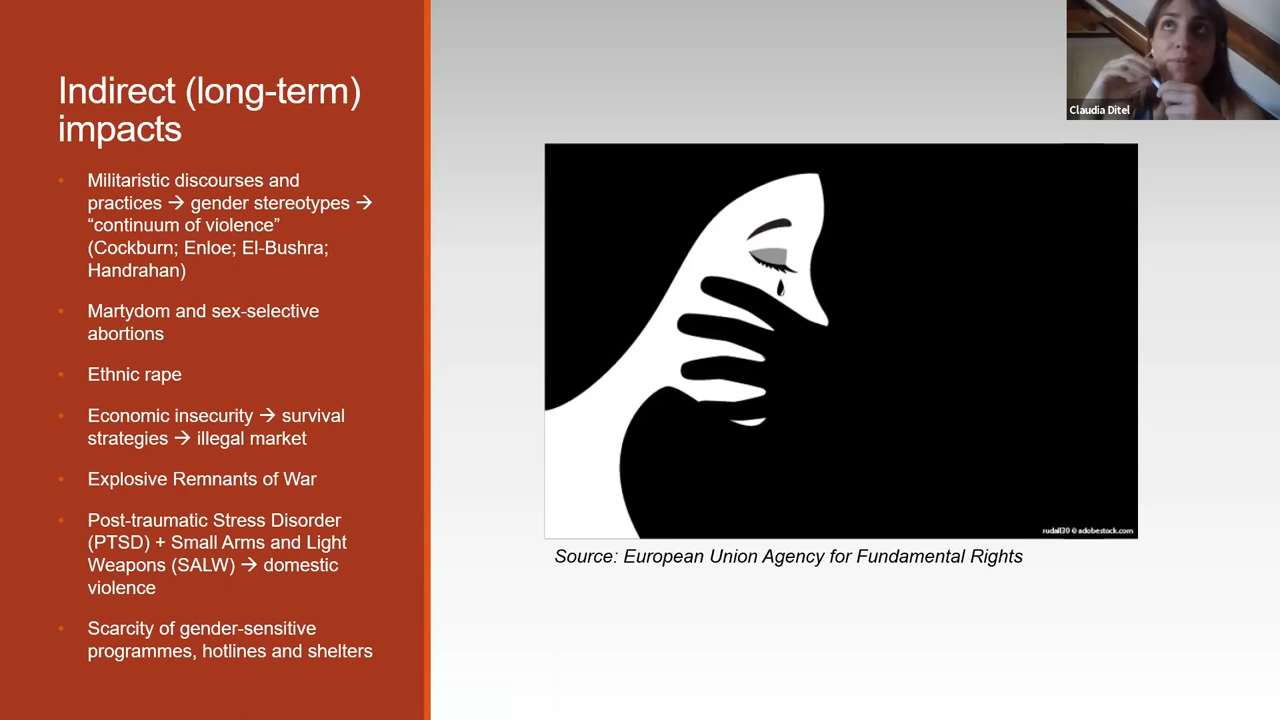 Indirect (long-term)
impacts
• Militaristic discourses and
practices → gender stereotypes →
“continuum of violence”
(Cockburn; Enloe; El-Bushra;
Handrahan)
• Martydom and sex-selective
abortions
• Ethnic rape
• Economic insecurity → survival
strategies → illegal market
• Explosive Remnants of War
• Post-traumatic Stress Disorder
(PTSD) + Small Arms and Light
Weapons (SALW) → domestic
violence
• Scarcity of gender-sensitive
programmes, hotlines and shelters
Claudia Ditel
rudall30 © adobestock.com
Source: European Union Agency for Fundamental Rights